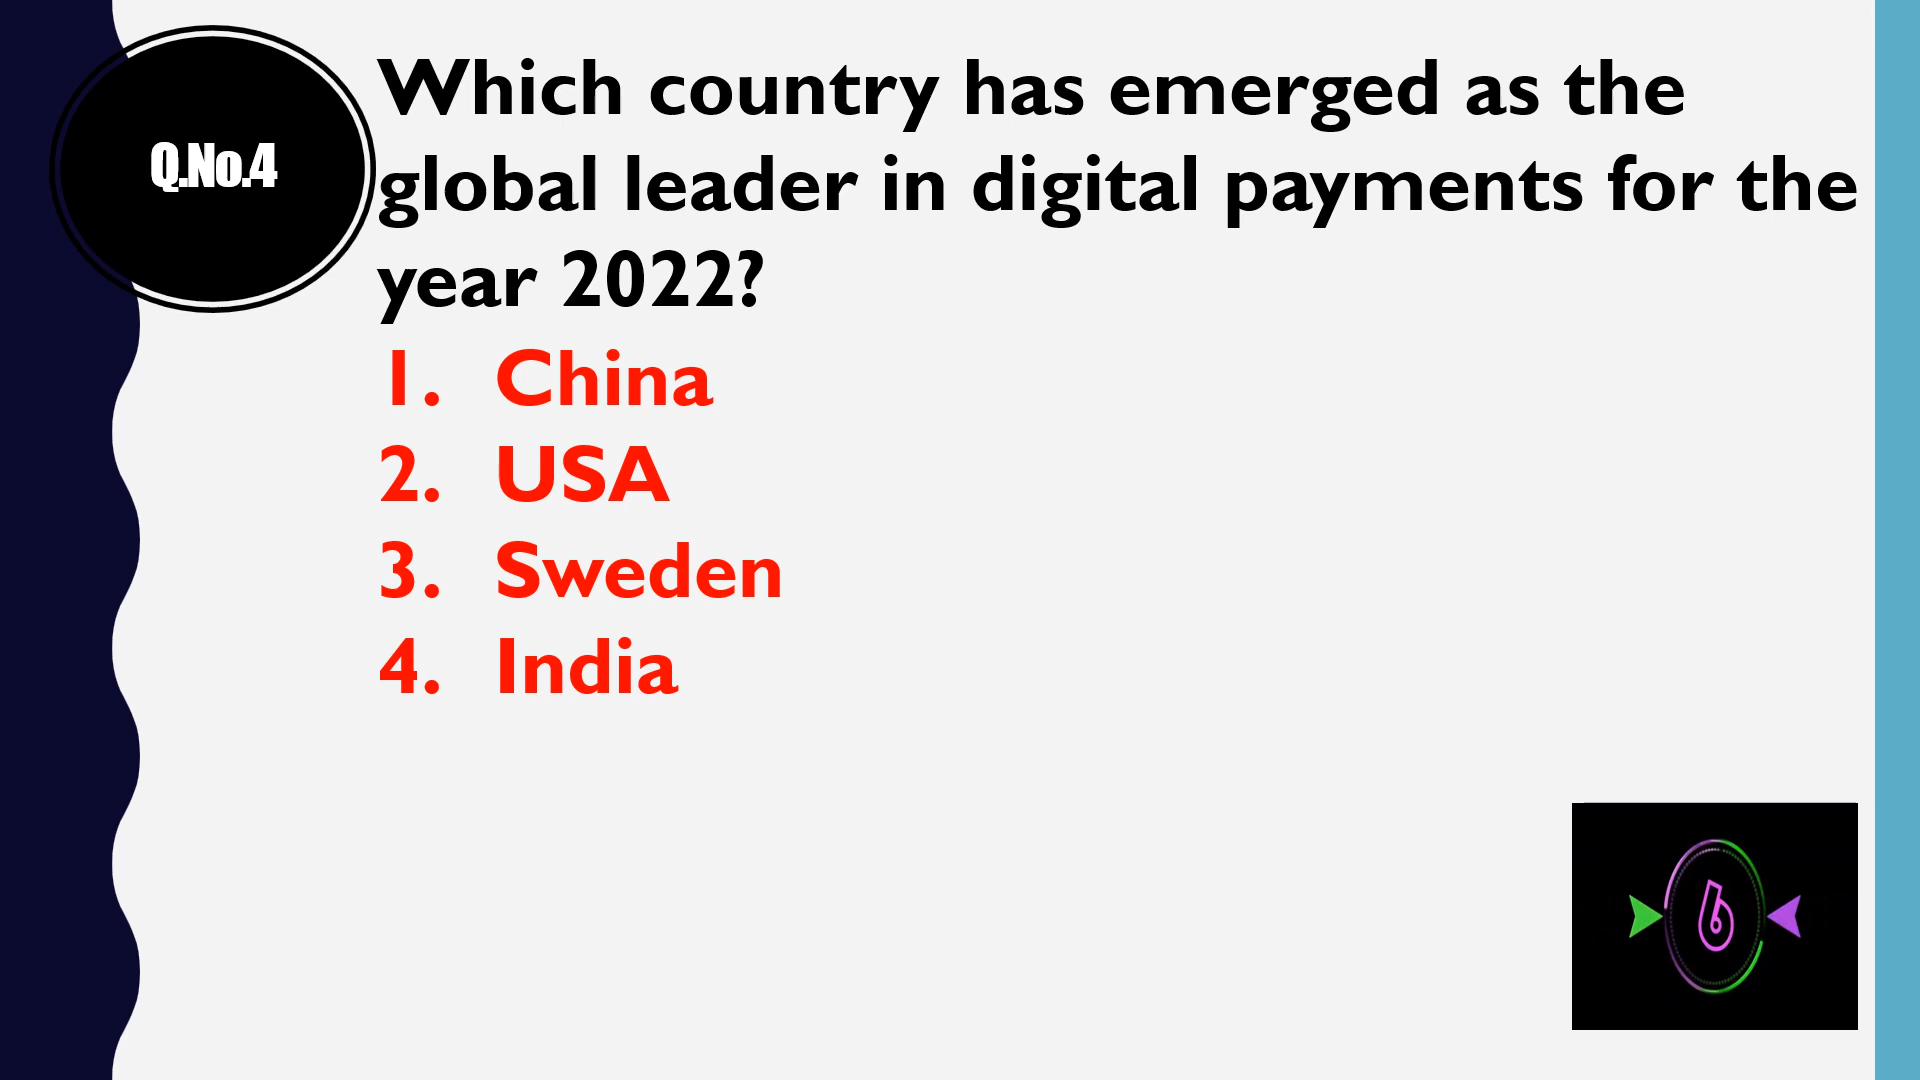 Q.No.4
Which country has emerged as the
global leader in digital payments for the
year 2022?
1. China
2. USA
3. Sweden
4. India
6